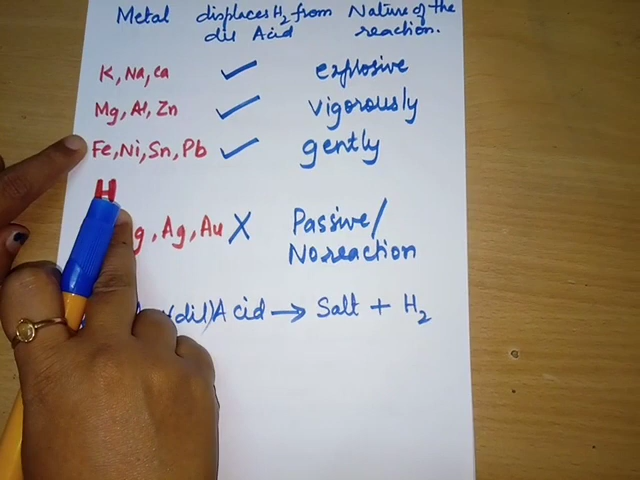 Metal displaces H2 from dil Acid Nature of the reaction.
K, Na, Ca ✓ explosive
Mg, Al, Zn ✓ vigorously
Fe, Ni, Sn, Pb ✓ gently
H
, Ag, Au X Passive/
No reaction
(dil) Acid → Salt + H2